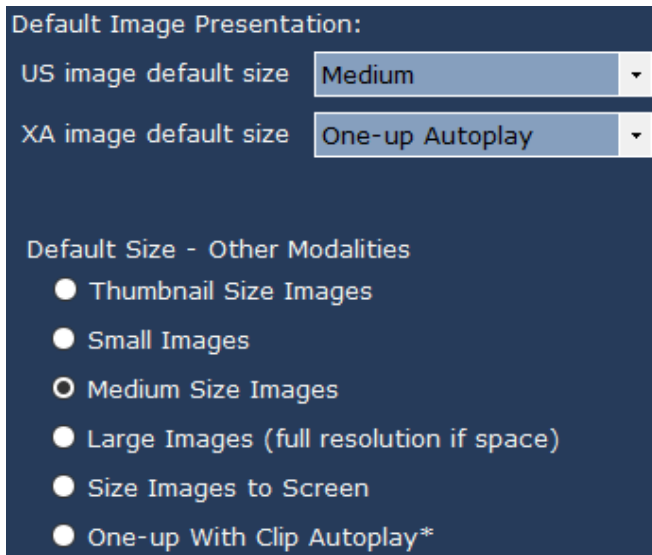 Default Image Presentation:
US image default size Medium
XA image default size One-up Autoplay
Default Size - Other Modalities
Thumbnail Size Images
Small Images
Medium Size Images
Large Images (full resolution if space)
Size Images to Screen
One-up With Clip Autoplay*